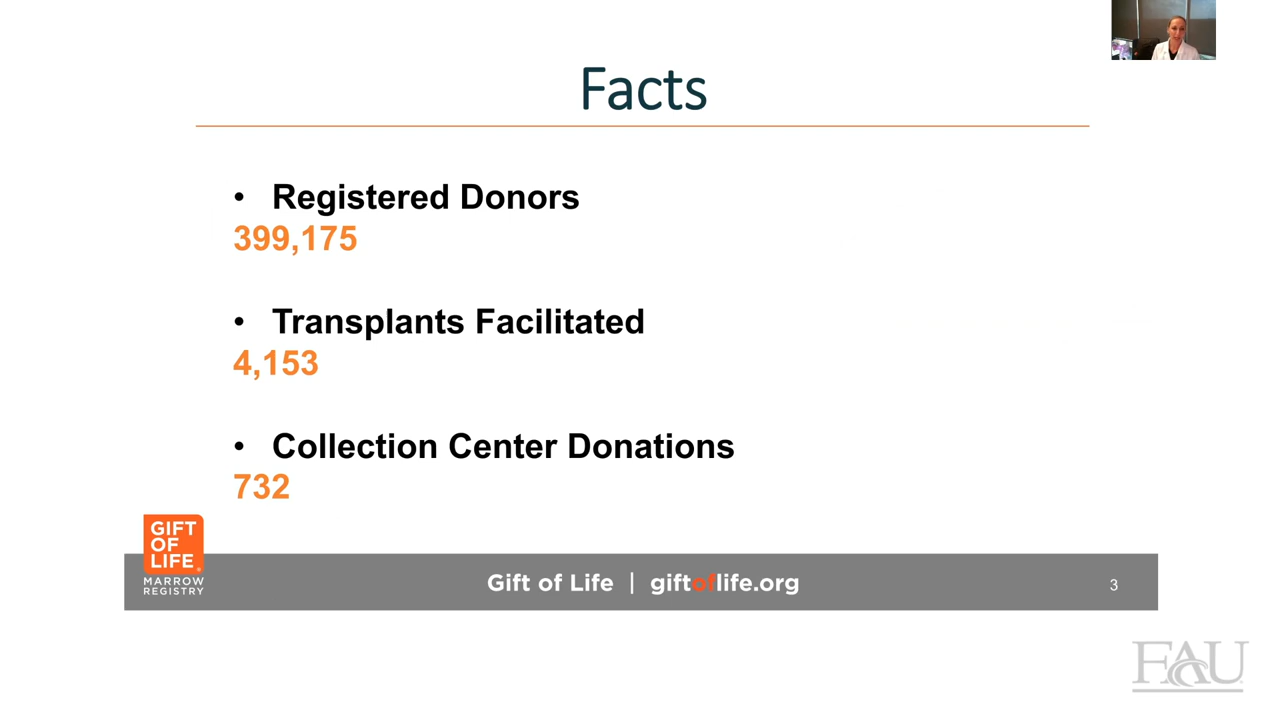 Facts
• Registered Donors
399,175
• Transplants Facilitated
4,153
• Collection Center Donations
732
GIFT
OF
LIFE
MARROW
REGISTRY
Gift of Life | giftoflife.org
3
FAU